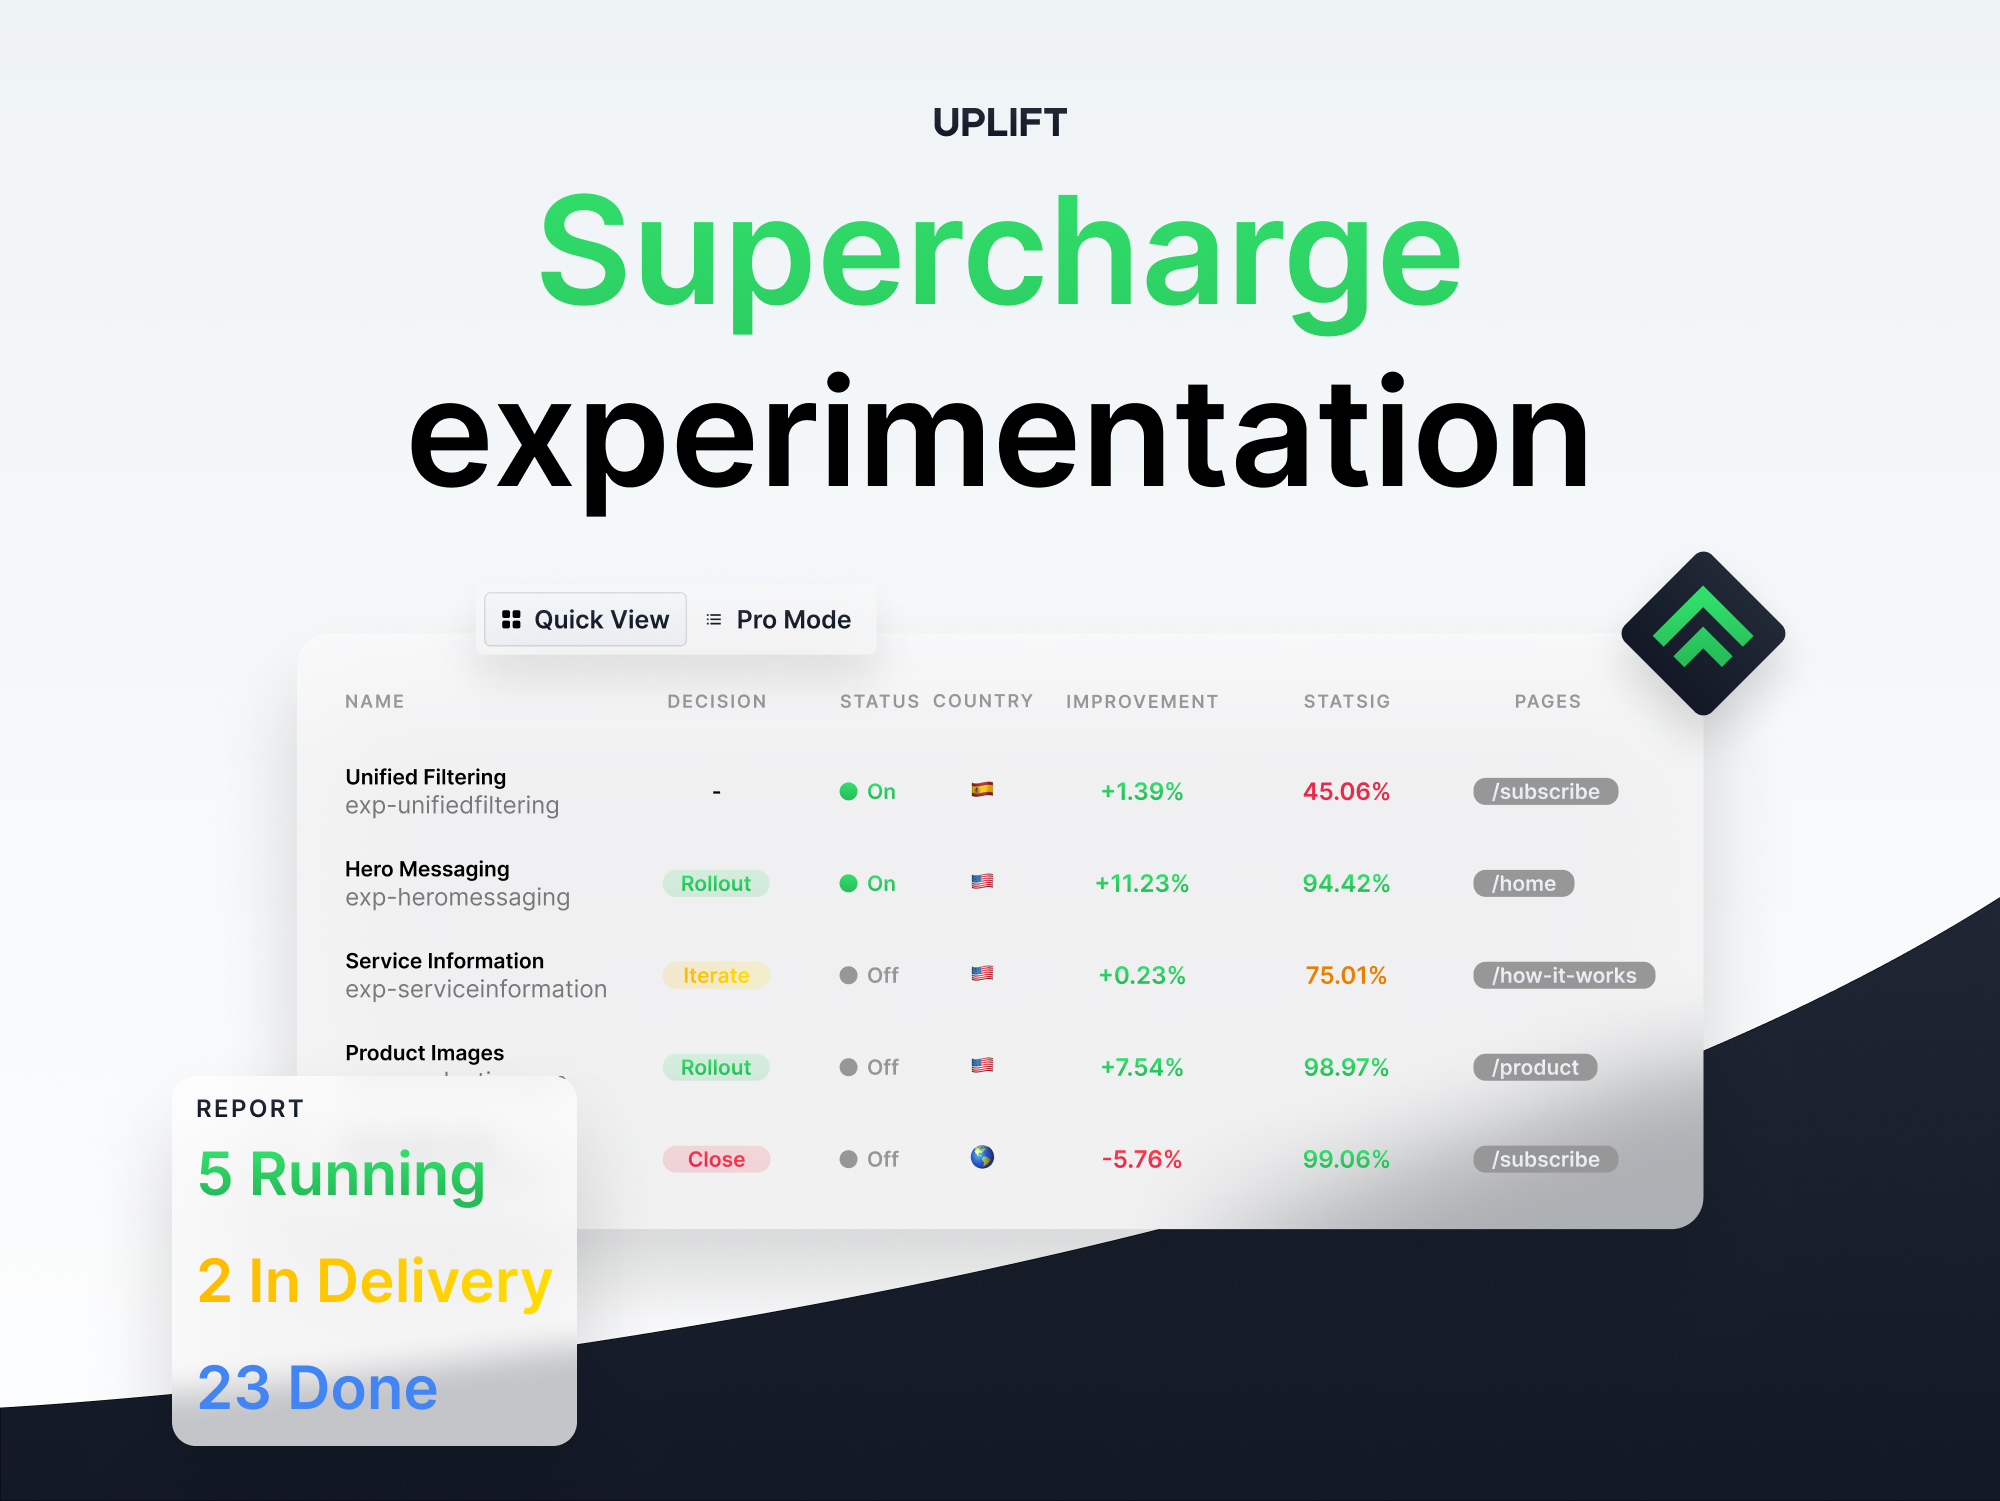 UPLIFT
Supercharge
experimentation
Quick View Pro Mode
NAME DECISION STATUS COUNTRY IMPROVEMENT STATSIG PAGES
Unified Filtering
exp-unifiedfiltering
- On +1.39% 45.06% /subscribe
Hero Messaging
exp-heromessaging
Rollout On +11.23% 94.42% /home
Service Information
exp-serviceinformation
Iterate Off +0.23% 75.01% /how-it-works
Product Images
Rollout Off +7.54% 98.97% /product
Close Off -5.76% 99.06% /subscribe
REPORT
5 Running
2 In Delivery
23 Done